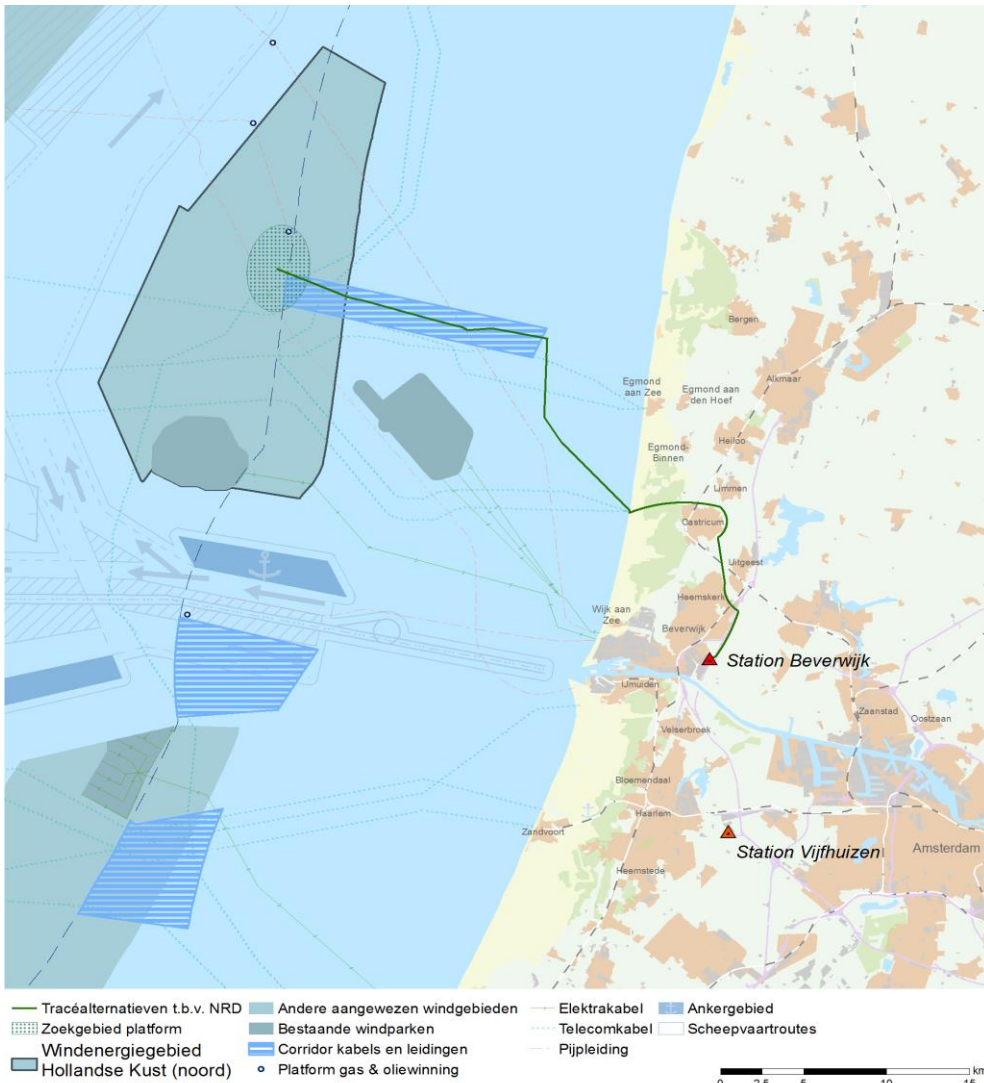 Bergen
Alkmaar
Egmond
aan Zee
Egmond aan
den Hoef
Heiloo
Egmond-
Binnen
Limmen
Castricum
Uitgeest
Heemskerk
Wijk aan
Zee
Beverwijk
Station Beverwijk
IJmuiden
Zaanstad
Oostzaan
Velserbroek
Bloemendaal
Haarlem
Zandvoort
Station Vijfhuizen
Amsterdam
Heemstede
Tracéalternatieven t.b.v. NRD
Zoekgebied platform
Windenergiegebied
Hollandse Kust (noord)
Andere aangewezen windgebieden
Bestaande windparken
Corridor kabels en leidingen
Platform gas & oliewinning
Elektrakabel
Telecomkabel
Pijpleiding
Ankergebied
Scheepvaartroutes
km
0 2,5 5 10 15